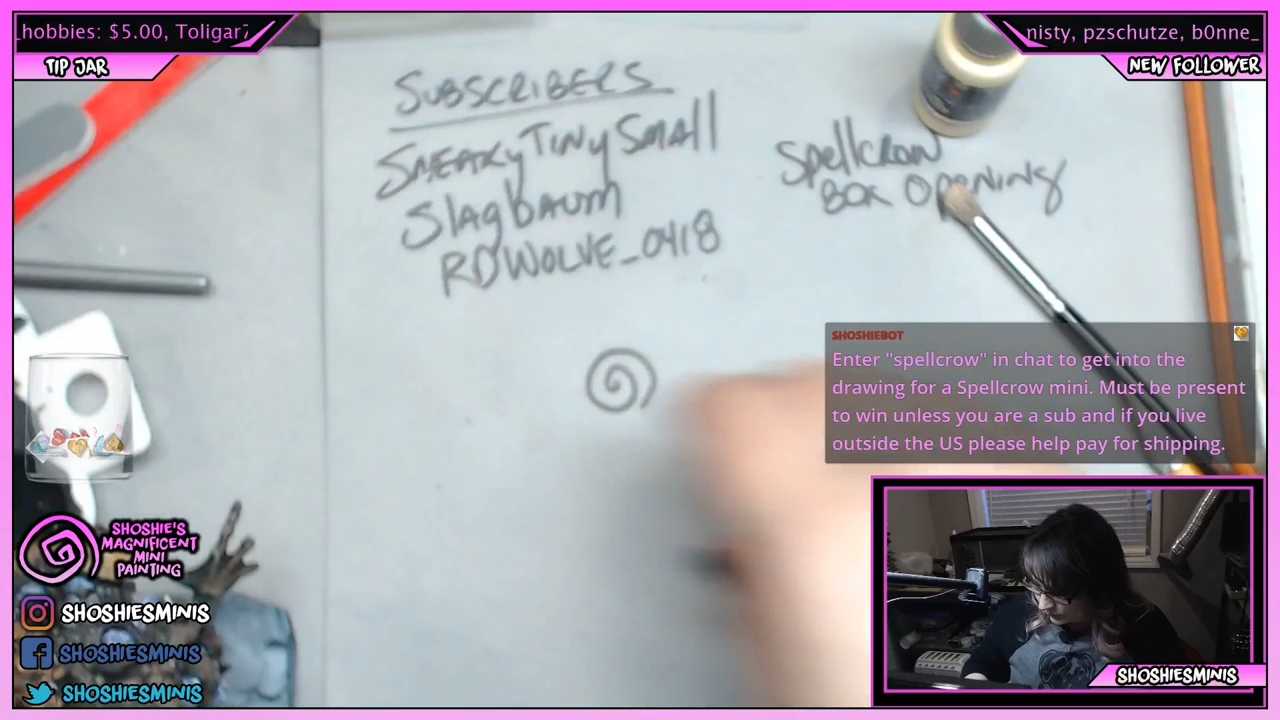 _hobbies: $5.00, Toligar7
TIP JAR
nisty, pzschutze, b0nne_
NEW FOLLOWER
SUBSCRIBERS
SNEAKyTINySmall
Slagbaum
RDWOLVE_0418
Spellcrow
BOX OPENING
SHOSHIEBOT
Enter "spellcrow" in chat to get into the
drawing for a Spellcrow mini. Must be present
to win unless you are a sub and if you live
outside the US please help pay for shipping.
SHOSHIE'S
MAGNIFICENT
MINI
PAINTING
SHOSHIESMINIS
SHOSHIESMINIS
SHOSHIESMINIS
SHOSHIESMINIS